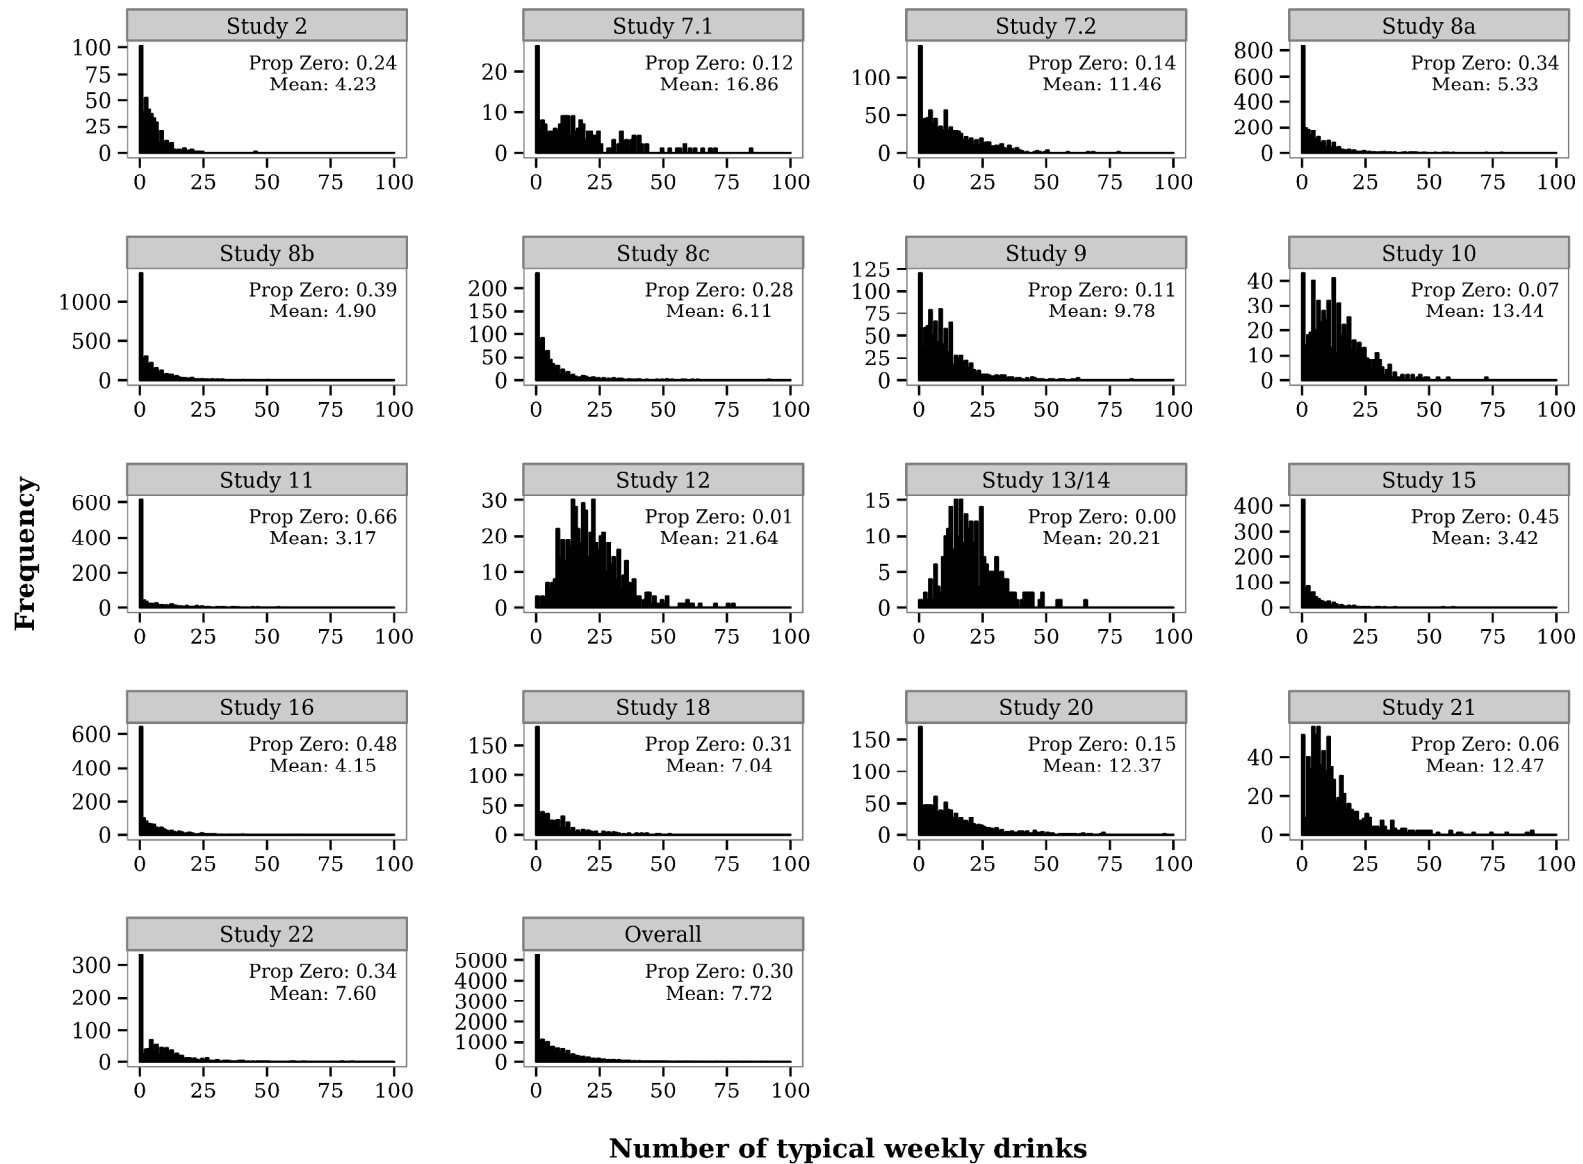 Study 2
Prop Zero: 0.24
Mean: 4.23
100
75
50
25
0
0 25 50 75 100
Study 7.1
Prop Zero: 0.12
Mean: 16.86
20
10
0
0 25 50 75 100
Study 7.2
Prop Zero: 0.14
Mean: 11.46
100
50
0
0 25 50 75 100
Study 8a
Prop Zero: 0.34
Mean: 5.33
800
600
400
200
0
0 25 50 75 100
Study 8b
Prop Zero: 0.39
Mean: 4.90
1000
500
0
0 25 50 75 100
Study 8c
Prop Zero: 0.28
Mean: 6.11
200
150
100
50
0
0 25 50 75 100
Study 9
Prop Zero: 0.11
Mean: 9.78
125
100
75
50
25
0
0 25 50 75 100
Study 10
Prop Zero: 0.07
Mean: 13.44
40
30
20
10
0
0 25 50 75 100
Study 11
Prop Zero: 0.66
Mean: 3.17
600
400
200
0
0 25 50 75 100
Study 12
Prop Zero: 0.01
Mean: 21.64
30
20
10
0
0 25 50 75 100
Study 13/14
Prop Zero: 0.00
Mean: 20.21
15
10
5
0
0 25 50 75 100
Study 15
Prop Zero: 0.45
Mean: 3.42
400
300
200
100
0
0 25 50 75 100
Study 16
Prop Zero: 0.48
Mean: 4.15
600
400
200
0
0 25 50 75 100
Study 18
Prop Zero: 0.31
Mean: 7.04
150
100
50
0
0 25 50 75 100
Study 20
Prop Zero: 0.15
Mean: 12.37
150
100
50
0
0 25 50 75 100
Study 21
Prop Zero: 0.06
Mean: 12.47
40
20
0
0 25 50 75 100
Study 22
Prop Zero: 0.34
Mean: 7.60
300
200
100
0
0 25 50 75 100
Overall
Prop Zero: 0.30
Mean: 7.72
5000
4000
3000
2000
1000
0
0 25 50 75 100
Frequency
Number of typical weekly drinks